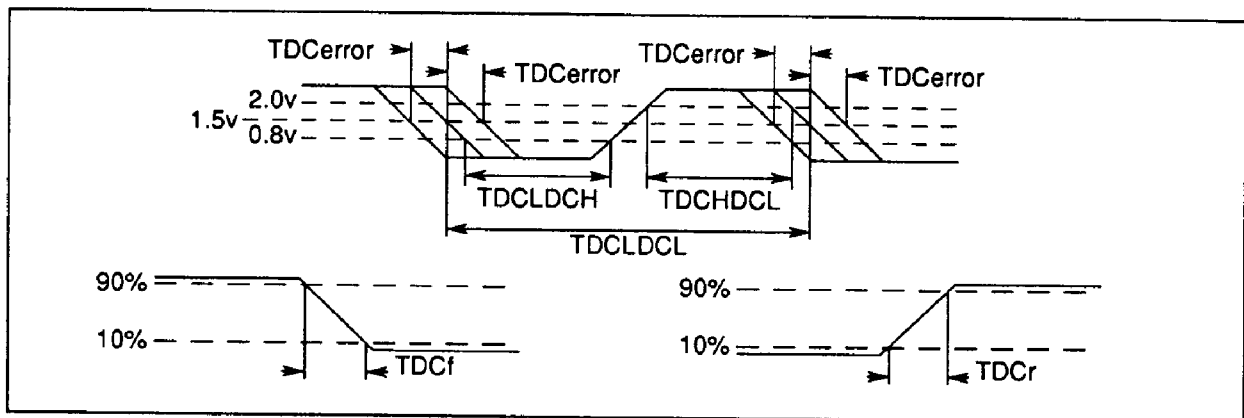 TDCerror
TDCerror
TDCerror
TDCerror
2.0v
1.5v
0.8v
TDCLDCH
TDCHDCL
TDCLDCL
90%
10%
TDCf
90%
10%
TDCr